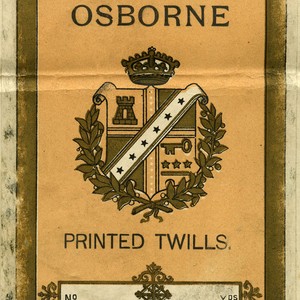 OSBORNE
PRINTED TWILLS.
No YDS